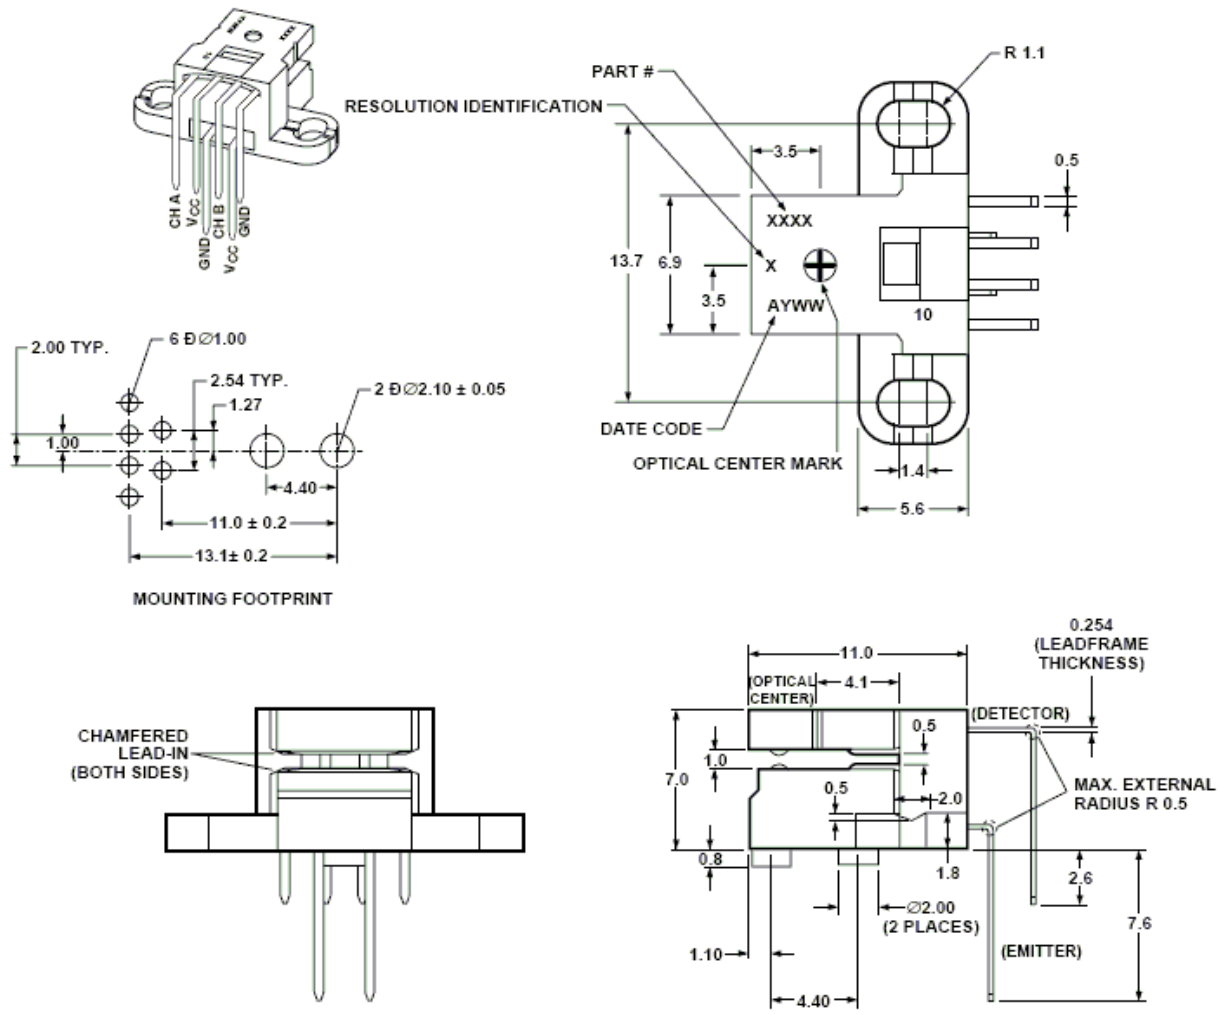 XXXX
CH A
VCC
GND
CH B
VCC
GND
PART #
RESOLUTION IDENTIFICATION
R 1.1
3.5
0.5
XXXX
13.7
6.9
X
3.5
AYWW
10
DATE CODE
OPTICAL CENTER MARK
1.4
5.6
2.00 TYP.
6 Ð Ø1.00
2.54 TYP.
1.27
2 ÐØ2.10 ± 0.05
1.00
4.40
11.0 ± 0.2
13.1± 0.2
MOUNTING FOOTPRINT
CHAMFERED
LEAD-IN
(BOTH SIDES)
0.254
(LEADFRAME
THICKNESS)
11.0
(OPTICAL
CENTER)
4.1
(DETECTOR)
0.5
1.0
7.0
MAX. EXTERNAL
RADIUS R 0.5
0.5
2.0
0.8
1.8
2.6
Ø2.00
(2 PLACES)
7.6
1.10
(EMITTER)
4.40